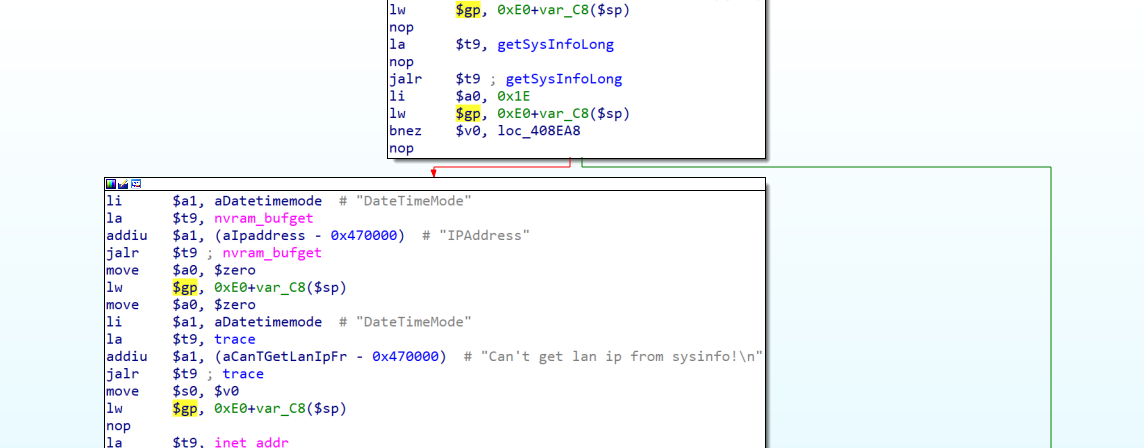 lw $gp, 0xE0+var_C8($sp)
nop
la $t9, getSysInfoLong
nop
jalr $t9 ; getSysInfoLong
li $a0, 0x1E
lw $gp, 0xE0+var_C8($sp)
bnez $v0, loc_408EA8
nop
li $a1, aDatetimemode # "DateTimeMode"
la $t9, nvram_bufget
addiu $a1, (aIpaddress - 0x470000) # "IPAddress"
jalr $t9 ; nvram_bufget
move $a0, $zero
lw $gp, 0xE0+var_C8($sp)
move $a0, $zero
li $a1, aDatetimemode # "DateTimeMode"
la $t9, trace
addiu $a1, (aCanTGetLanIpFr - 0x470000) # "Can't get lan ip from sysinfo!\n"
jalr $t9 ; trace
move $s0, $v0
lw $gp, 0xE0+var_C8($sp)
nop
la $t9, inet_addr